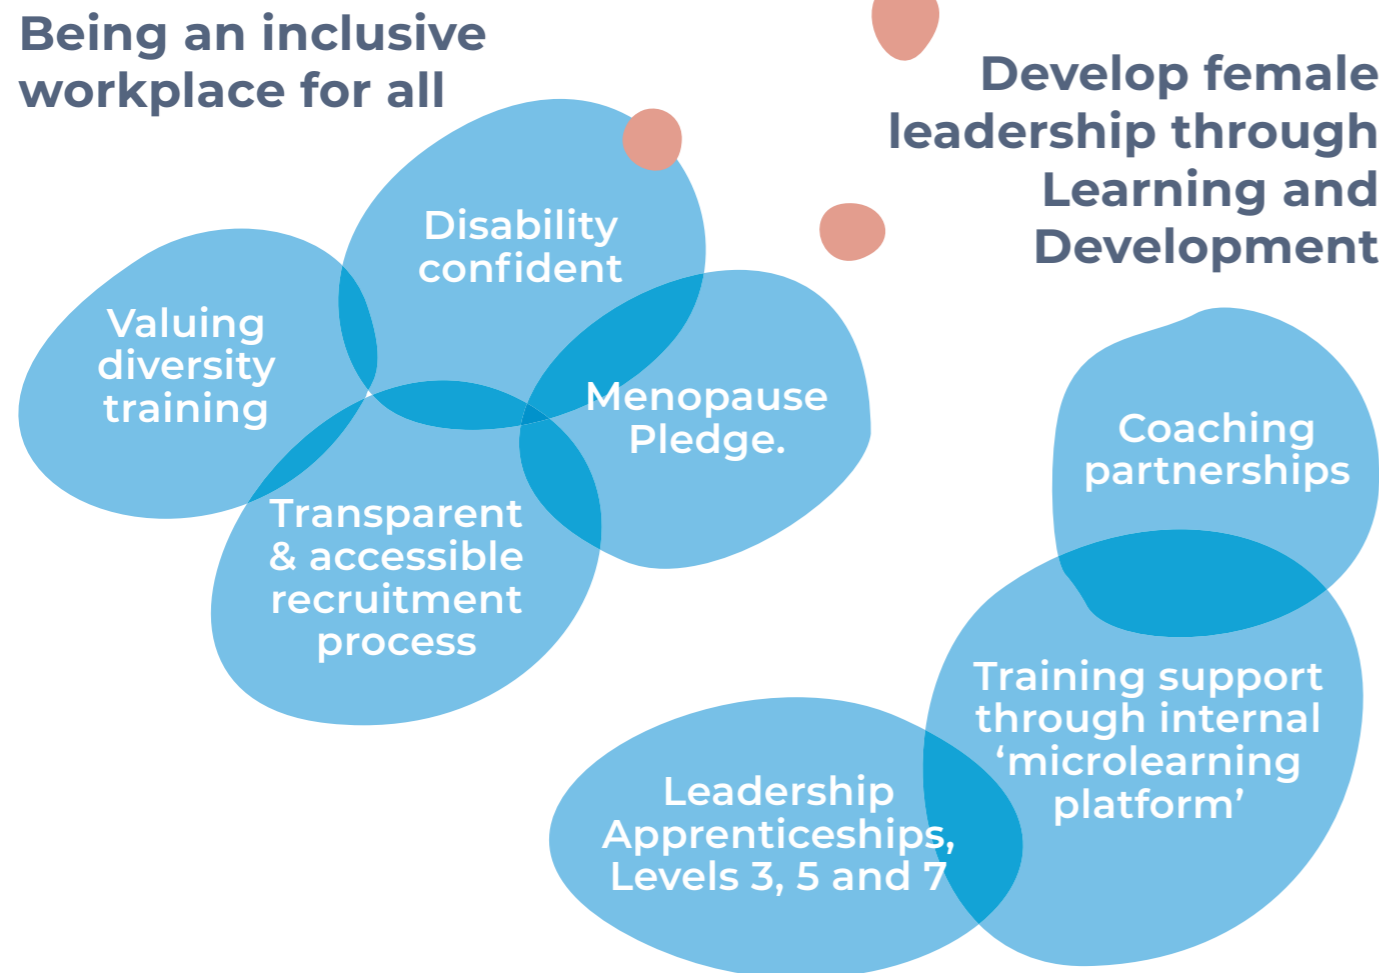 Being an inclusive
workplace for all
Disability
confident
Valuing
diversity
training
Menopause
Pledge.
Transparent
& accessible
recruitment
process
Develop female
leadership through
Learning and
Development
Coaching
partnerships
Training support
through internal
‘microlearning
platform’
Leadership
Apprenticeships,
Levels 3, 5 and 7